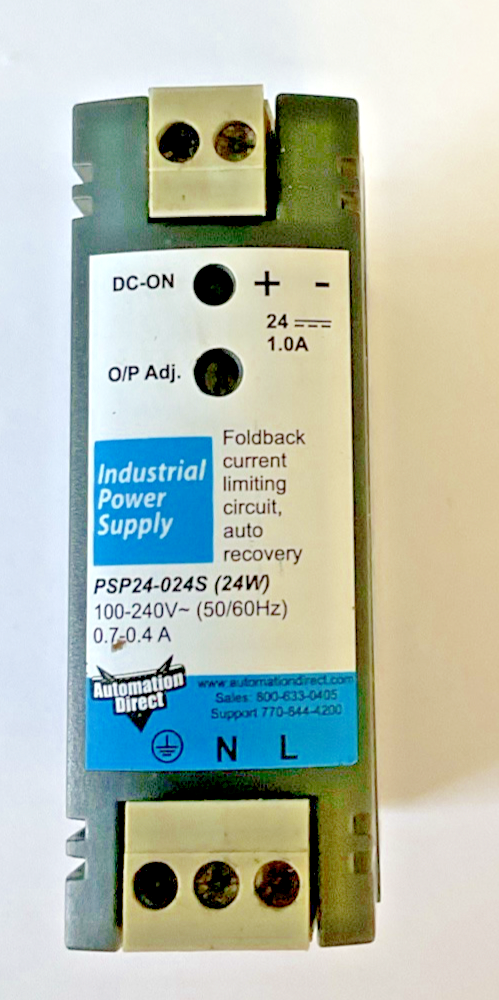 DC-ON + -
24
1.0A
O/P Adj.
Industrial
Power
Supply
Foldback
current
limiting
circuit,
auto
recovery
PSP24-024S (24W)
100-240V~ (50/60Hz)
0.7-0.4 A
Automation
Direct
www.automationdirect.com
Sales: 800-633-0405
Support 770-844-4200
N L